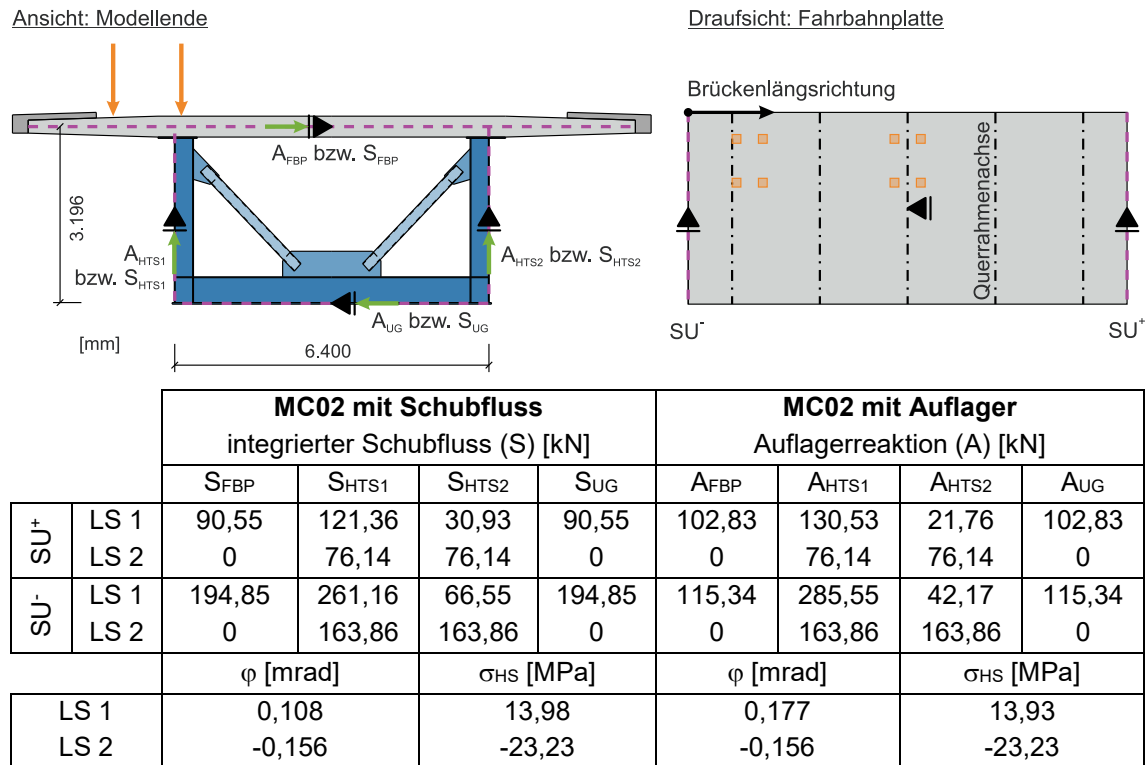 Ansicht: Modellende
Draufsicht: Fahrbahnplatte
Brückenlängsrichtung
A_FBP bzw. S_FBP
3.196
A_HTS1
bzw. S_HTS1
A_HTS2 bzw. S_HTS2
A_UG bzw. S_UG
[mm]
6.400
Querrahmenachse
SU⁻
SU⁺
MC02 mit Schubfluss MC02 mit Auflager
integrierter Schubfluss (S) [kN] Auflagerreaktion (A) [kN]
S_FBP S_HTS1 S_HTS2 S_UG A_FBP A_HTS1 A_HTS2 A_UG
SU⁺ LS 1 90,55 121,36 30,93 90,55 102,83 130,53 21,76 102,83
LS 2 0 76,14 76,14 0 0 76,14 76,14 0
SU⁻ LS 1 194,85 261,16 66,55 194,85 115,34 285,55 42,17 115,34
LS 2 0 163,86 163,86 0 0 163,86 163,86 0
φ [mrad] σHS [MPa] φ [mrad] σHS [MPa]
LS 1 0,108 13,98 0,177 13,93
LS 2 -0,156 -23,23 -0,156 -23,23